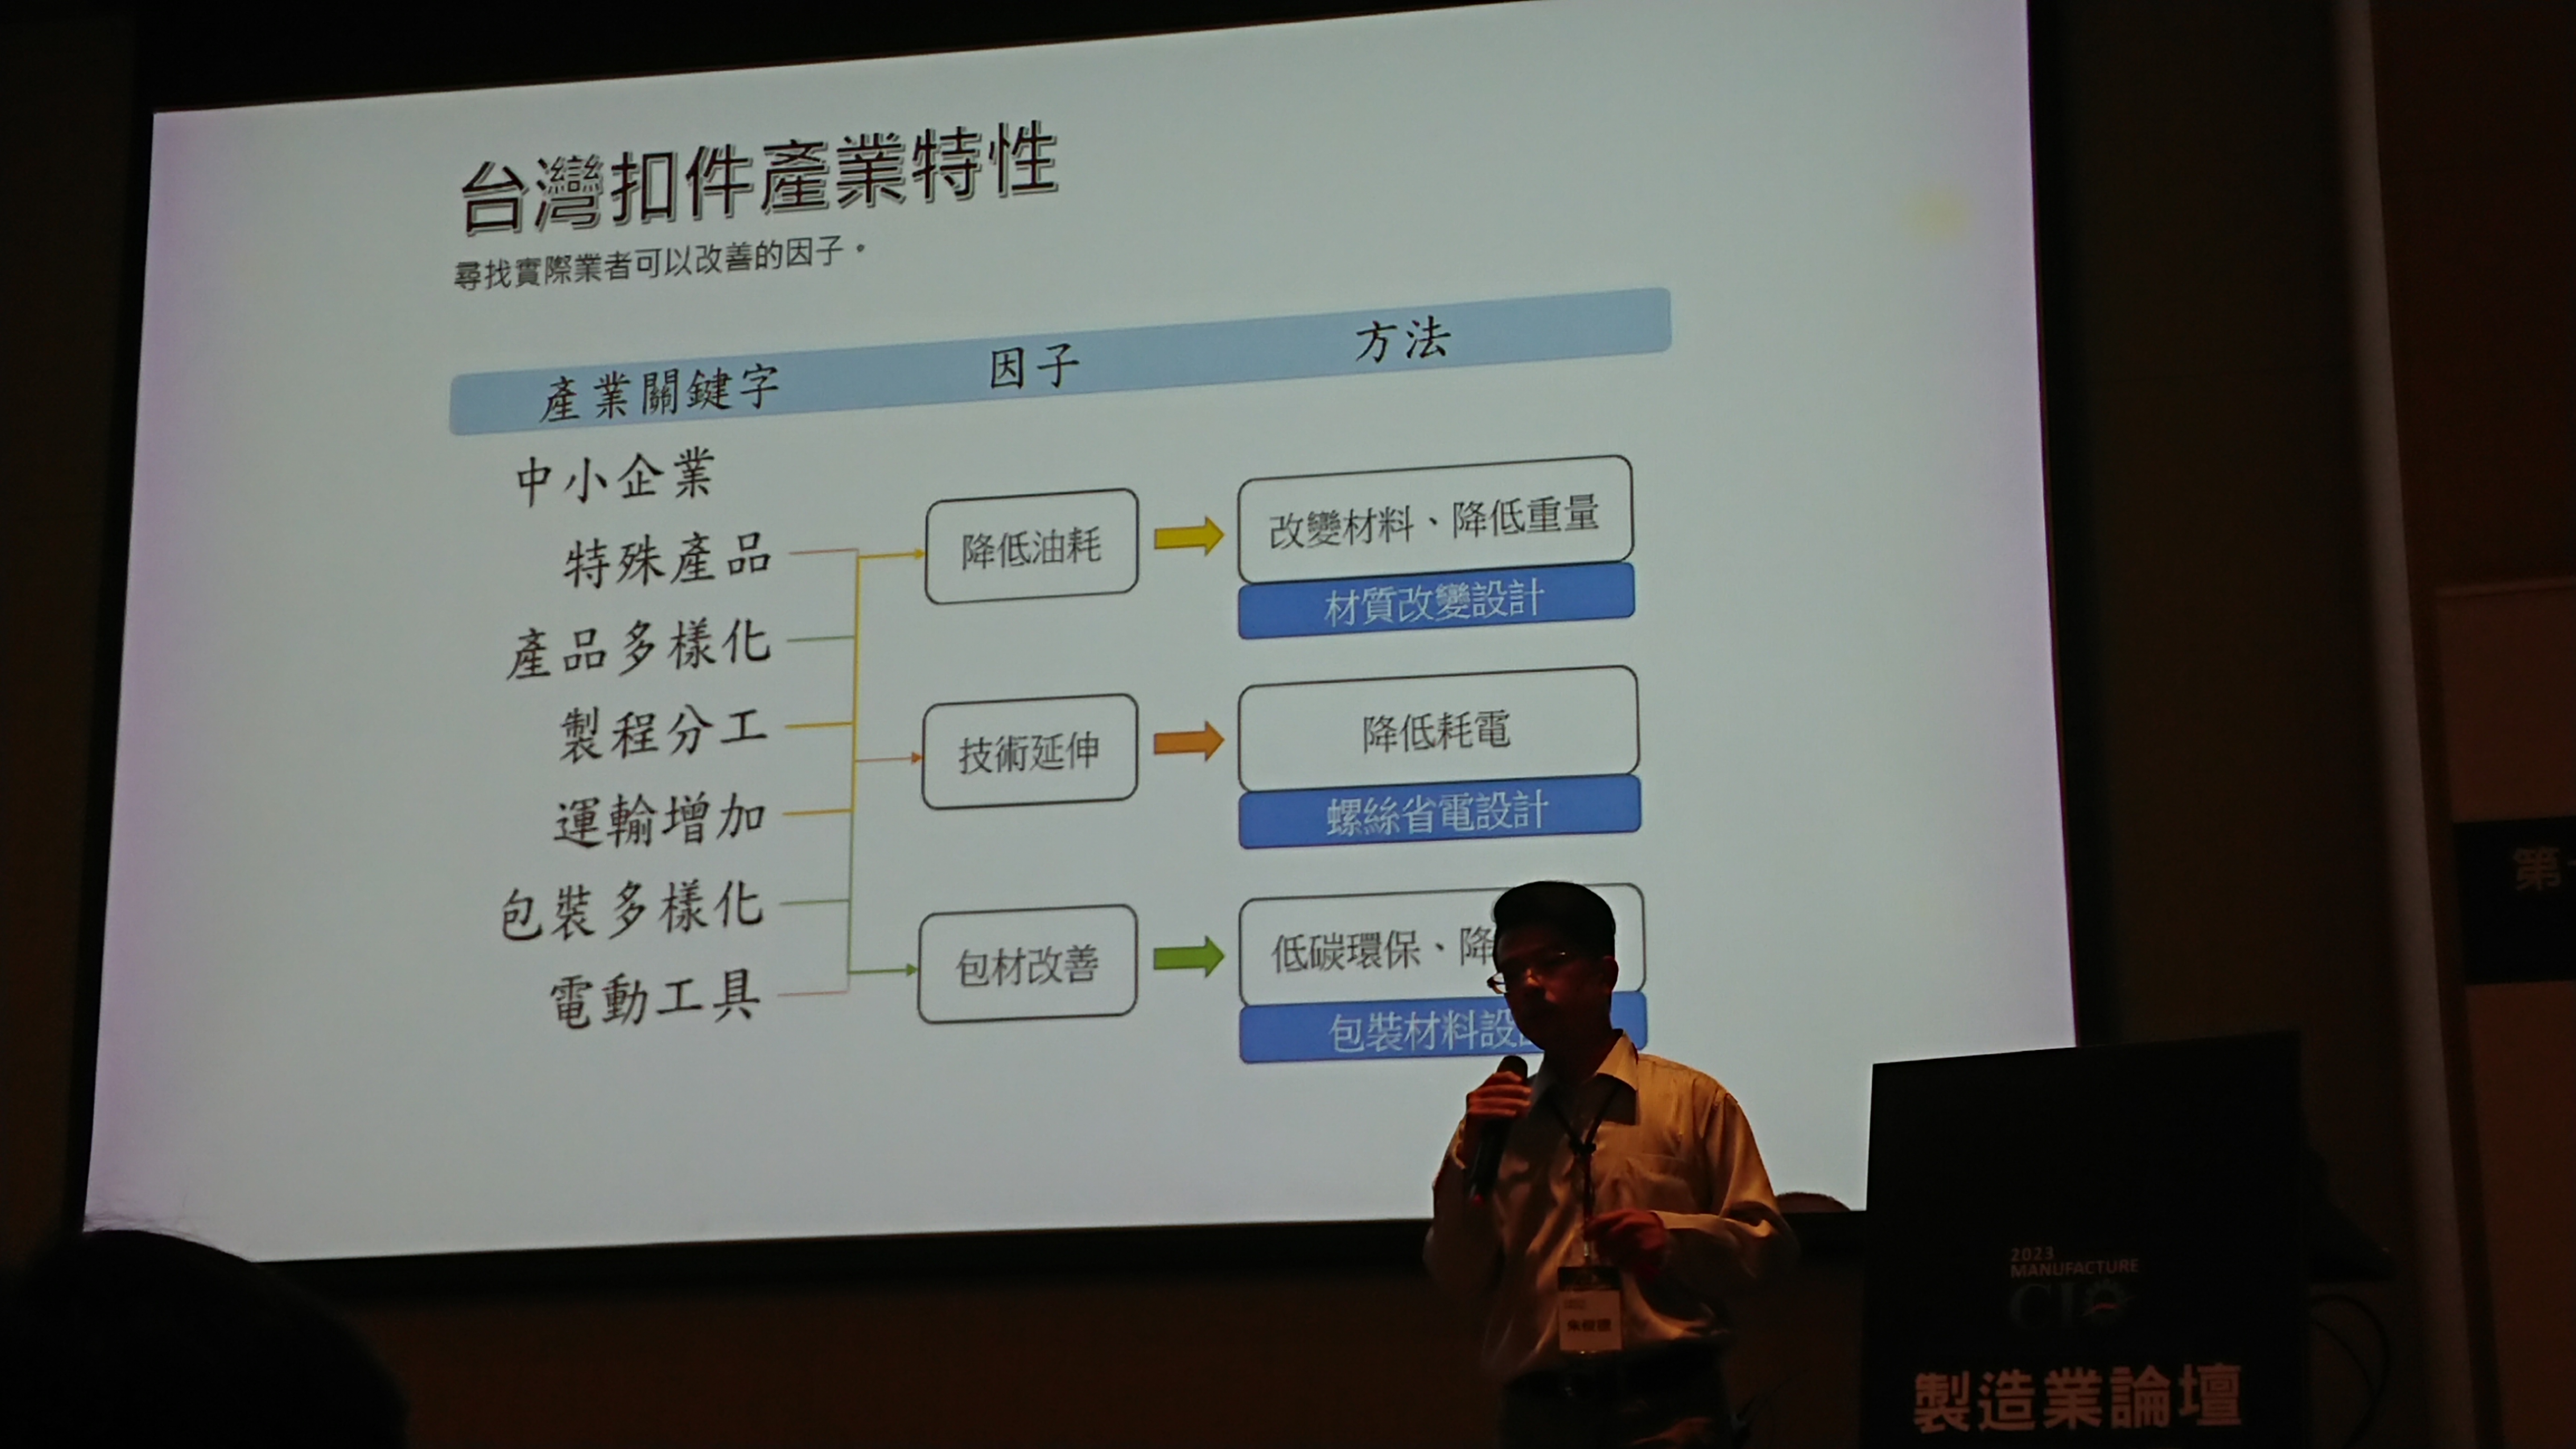 台灣扣件產業特性
尋找實際業者可以改善的因子。
產業關鍵字 因子 方法
中小企業
特殊產品
產品多樣化
製程分工
運輸增加
包裝多樣化
電動工具
降低油耗
技術延伸
包材改善
改變材料、降低重量
材質改變設計
降低耗電
螺絲省電設計
低碳環保、降
包裝材料設
第
2023
MANUFACTURE
CIO
製造業論壇